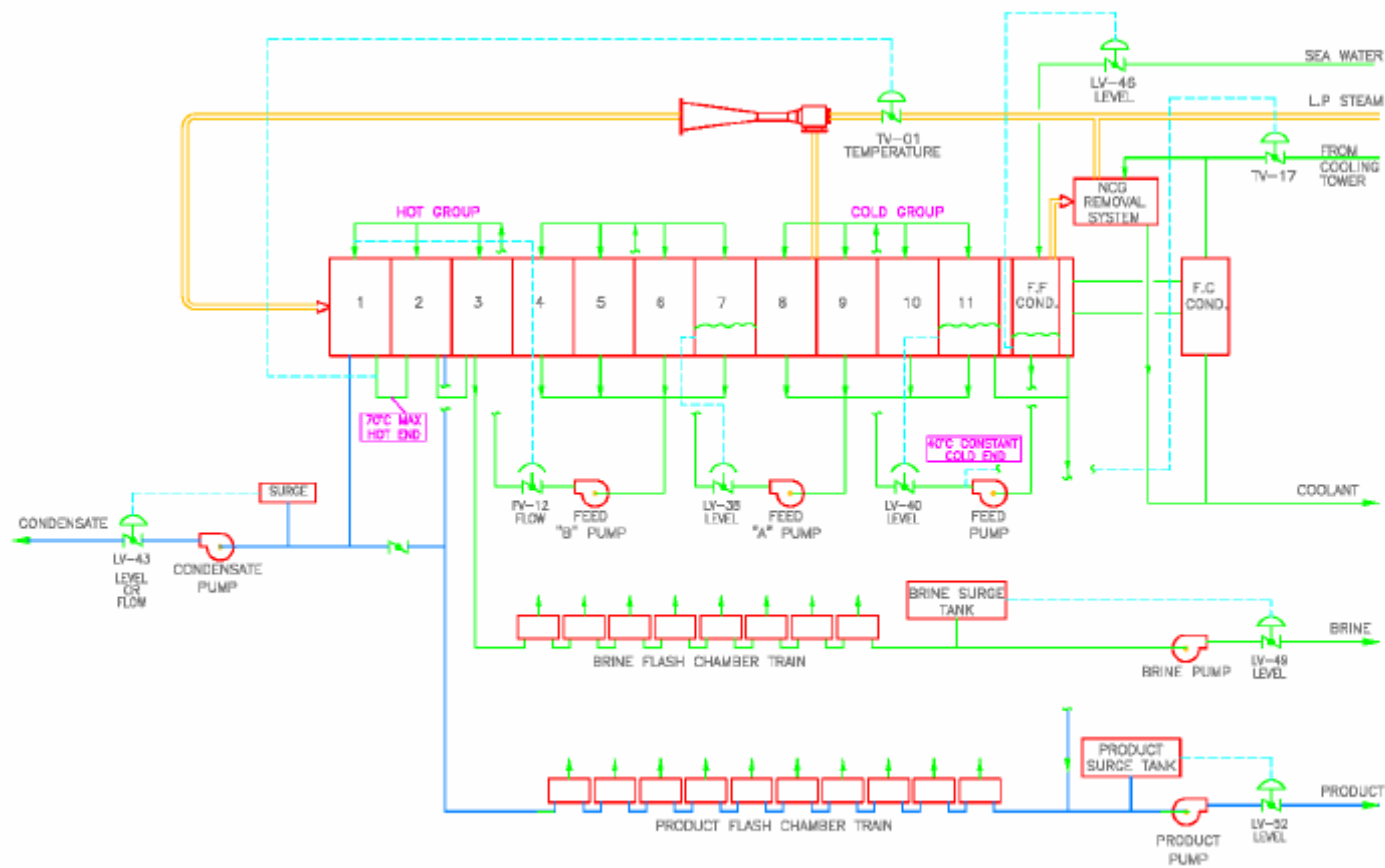 SEA WATER
LV-46
LEVEL
L.P STEAM
TV-01
TEMPERATURE
FROM
COOLING
TOWER
TV-17
NCG
REMOVAL
SYSTEM
HOT GROUP
COLD GROUP
1
2
3
4
5
6
7
8
9
10
11
F.F
COND.
F.C
COND.
70°C MAX
HOT END
40°C CONSTANT
COLD END
SURGE
CONDENSATE
LV-43
LEVEL
OR
FLOW
CONDENSATE
PUMP
FV-12
FLOW
FEED
"B" PUMP
LV-38
LEVEL
FEED
"A" PUMP
LV-40
LEVEL
FEED
PUMP
COOLANT
BRINE SURGE
TANK
BRINE FLASH CHAMBER TRAIN
BRINE PUMP
BRINE
LV-49
LEVEL
PRODUCT
SURGE TANK
PRODUCT FLASH CHAMBER TRAIN
PRODUCT
PUMP
PRODUCT
LV-52
LEVEL